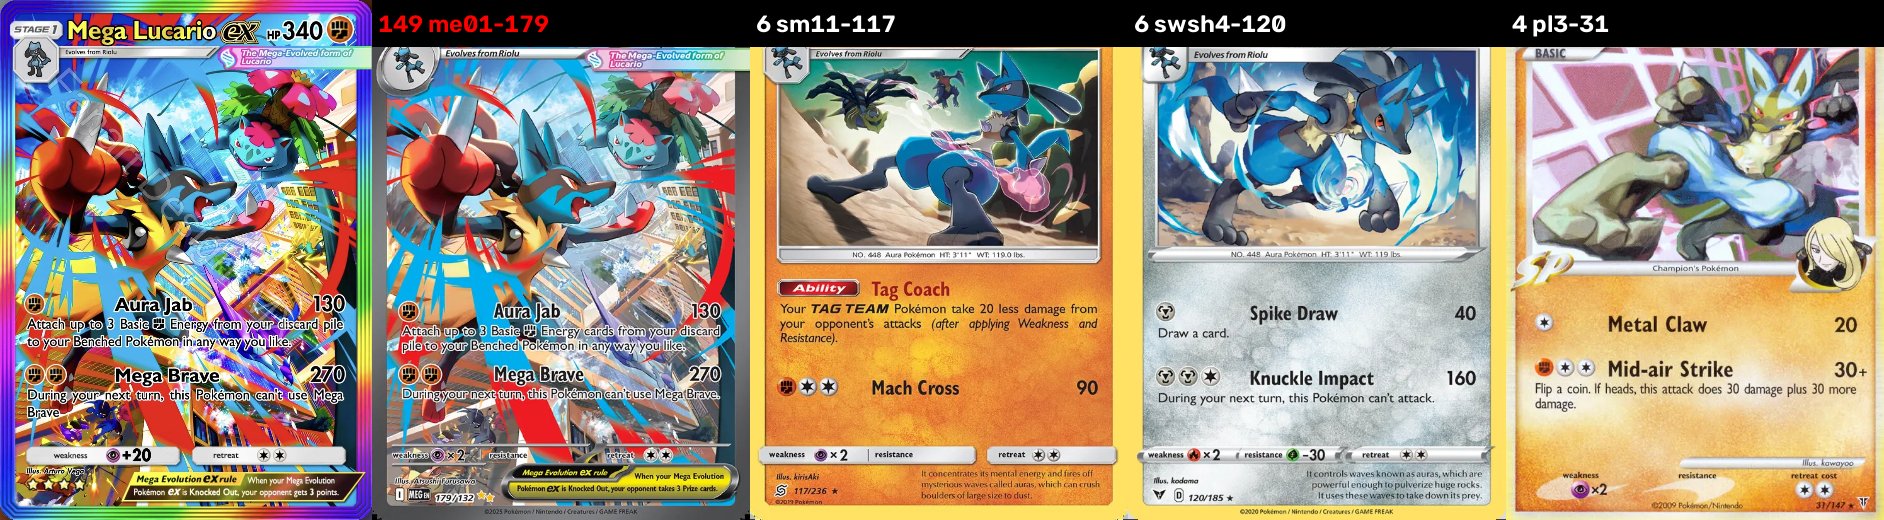 STAGE 1 Mega Lucario ex HP 340
Evolves from Riolu
The Mega-Evolved form of
Lucario
Aura Jab 130
Attach up to 3 Basic Energy from your discard pile
to your Benched Pokémon in any way you like.
Mega Brave 270
During your next turn, this Pokémon can't use Mega
Brave.
weakness +20 retreat
Illus. Arturo Vega
Mega Evolution ex rule When your Mega Evolution
Pokémon ex is Knocked Out, your opponent gets 3 points.
149 me01-179
Evolves from Riolu
The Mega-Evolved form of
Lucario
Aura Jab 130
Attach up to 3 Basic Energy cards from your discard
pile to your Benched Pokémon in any way you like.
Mega Brave 270
During your next turn, this Pokémon can't use Mega Brave.
weakness ×2 resistance retreat
Illus. Atsushi Furusawa
I MEG EN 179/132
Mega Evolution ex rule When your Mega Evolution
Pokémon ex is Knocked Out, your opponent takes 3 Prize cards.
©2025 Pokémon / Nintendo / Creatures / GAME FREAK
6 sm11-117
Evolves from Riolu
NO. 448 Aura Pokémon HT: 3'11" WT: 119.0 lbs.
Ability Tag Coach
Your TAG TEAM Pokémon take 20 less damage from
your opponent's attacks (after applying Weakness and
Resistance).
Mach Cross 90
weakness ×2 resistance retreat
Illus. kirisAki
117/236
©2019 Pokémon
It concentrates its mental energy and fires off
mysterious waves called auras, which can crush
boulders of large size to dust.
6 swsh4-120
Evolves from Riolu
NO. 448 Aura Pokémon HT: 3'11" WT: 119 lbs.
Spike Draw 40
Draw a card.
Knuckle Impact 160
During your next turn, this Pokémon can't attack.
weakness ×2 resistance -30 retreat
Illus. kodama
D 120/185
It controls waves known as auras, which are
powerful enough to pulverize huge rocks.
It uses these waves to take down its prey.
©2020 Pokémon / Nintendo / Creatures / GAME FREAK
4 pl3-31
BASIC
SP
Champion's Pokémon
Metal Claw 20
Mid-air Strike 30+
Flip a coin. If heads, this attack does 30 damage plus 30 more
damage.
Illus. kawayoo
weakness resistance retreat cost
×2
©2009 Pokémon/Nintendo 31/147